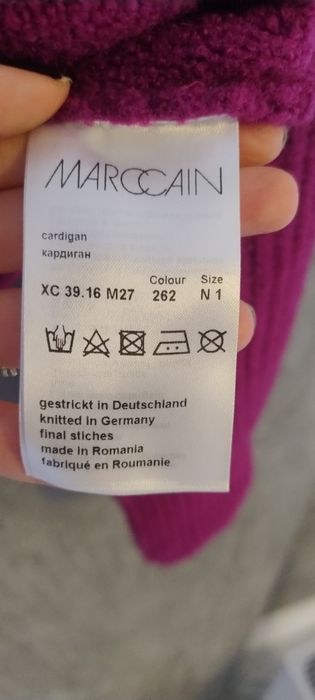 MARCCAIN
cardigan
кардиган
Colour Size
XC 39.16 M27 262 N 1
gestrickt in Deutschland
knitted in Germany
final stiches
made in Romania
fabriqué en Roumanie